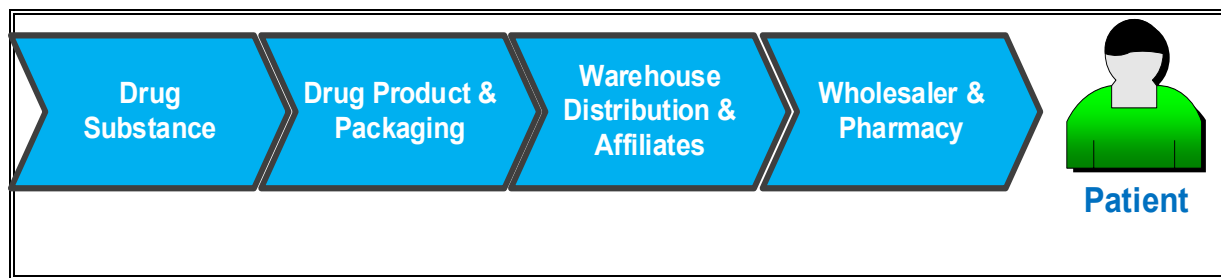 Drug
Substance
Drug Product &
Packaging
Warehouse
Distribution &
Affiliates
Wholesaler &
Pharmacy
Patient